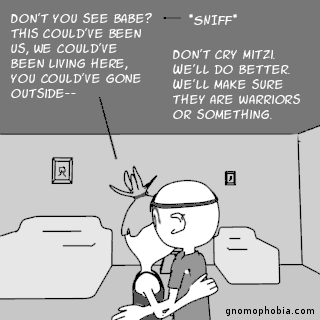 DON'T YOU SEE BABE?
THIS COULD'VE BEEN
US, WE COULD'VE
BEEN LIVING HERE,
YOU COULD'VE GONE
OUTSIDE--
*SNIFF*
DON'T CRY MITZI.
WE'LL DO BETTER.
WE'LL MAKE SURE
THEY ARE WARRIORS
OR SOMETHING.
gnomophobia.com